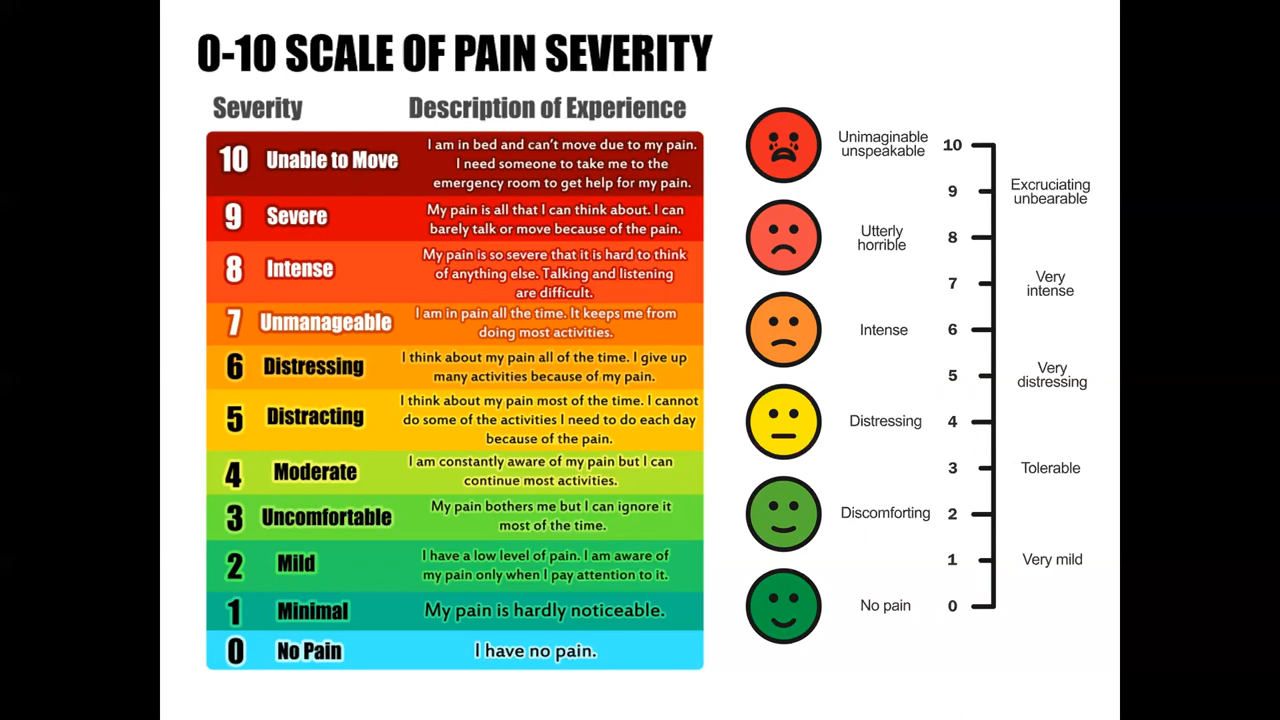 0-10 SCALE OF PAIN SEVERITY
Severity
Description of Experience
10 Unable to Move
I am in bed and can't move due to my pain.
I need someone to take me to the
emergency room to get help for my pain.
9 Severe
My pain is all that I can think about. I can
barely talk or move because of the pain.
8 Intense
My pain is so severe that it is hard to think
of anything else. Talking and listening
are difficult.
7 Unmanageable
I am in pain all the time. It keeps me from
doing most activities.
6 Distressing
I think about my pain all of the time. I give up
many activities because of my pain.
5 Distracting
I think about my pain most of the time. I cannot
do some of the activities I need to do each day
because of the pain.
4 Moderate
I am constantly aware of my pain but I can
continue most activities.
3 Uncomfortable
My pain bothers me but I can ignore it
most of the time.
2 Mild
I have a low level of pain. I am aware of
my pain only when I pay attention to it.
1 Minimal
My pain is hardly noticeable.
0 No Pain
I have no pain.
Unimaginable
unspeakable
10
9
Excruciating
unbearable
Utterly
horrible
8
7
Very
intense
Intense
6
5
Very
distressing
Distressing
4
3
Tolerable
Discomforting
2
1
Very mild
No pain
0